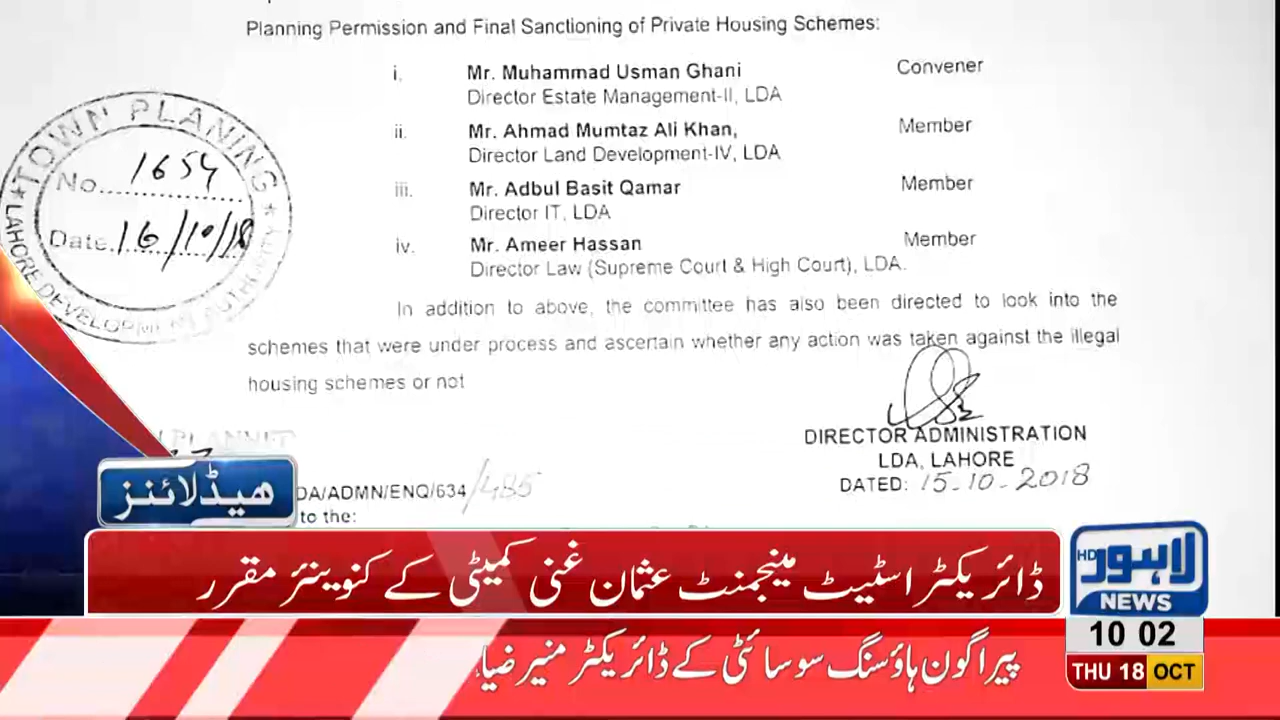 Planning Permission and Final Sanctioning of Private Housing Schemes:
i. Mr. Muhammad Usman Ghani Convener
Director Estate Management-II, LDA
ii. Mr. Ahmad Mumtaz Ali Khan, Member
Director Land Development-IV, LDA
iii. Mr. Adbul Basit Qamar Member
Director IT, LDA
iv. Mr. Ameer Hassan Member
Director Law (Supreme Court & High Court), LDA.
In addition to above, the committee has also been directed to look into the
schemes that were under process and ascertain whether any action was taken against the illegal
housing schemes or not
TOWN PLANING
No. 1654
Date. 16/10/18
LAHORE DEVELOPMENT AUTHORITY
DIRECTOR ADMINISTRATION
LDA, LAHORE
DATED: 15-10-2018
DA/ADMN/ENQ/634/485
to the:
ہیڈلائنز
ڈائریکٹر اسٹیٹ مینجمنٹ عثمان غنی کمیٹی کے کنوینئر مقرر
پیراگون ہاؤسنگ سوسائٹی کے ڈائریکٹر منیر ضیا
لاہور HD
NEWS
10 02
THU 18 OCT